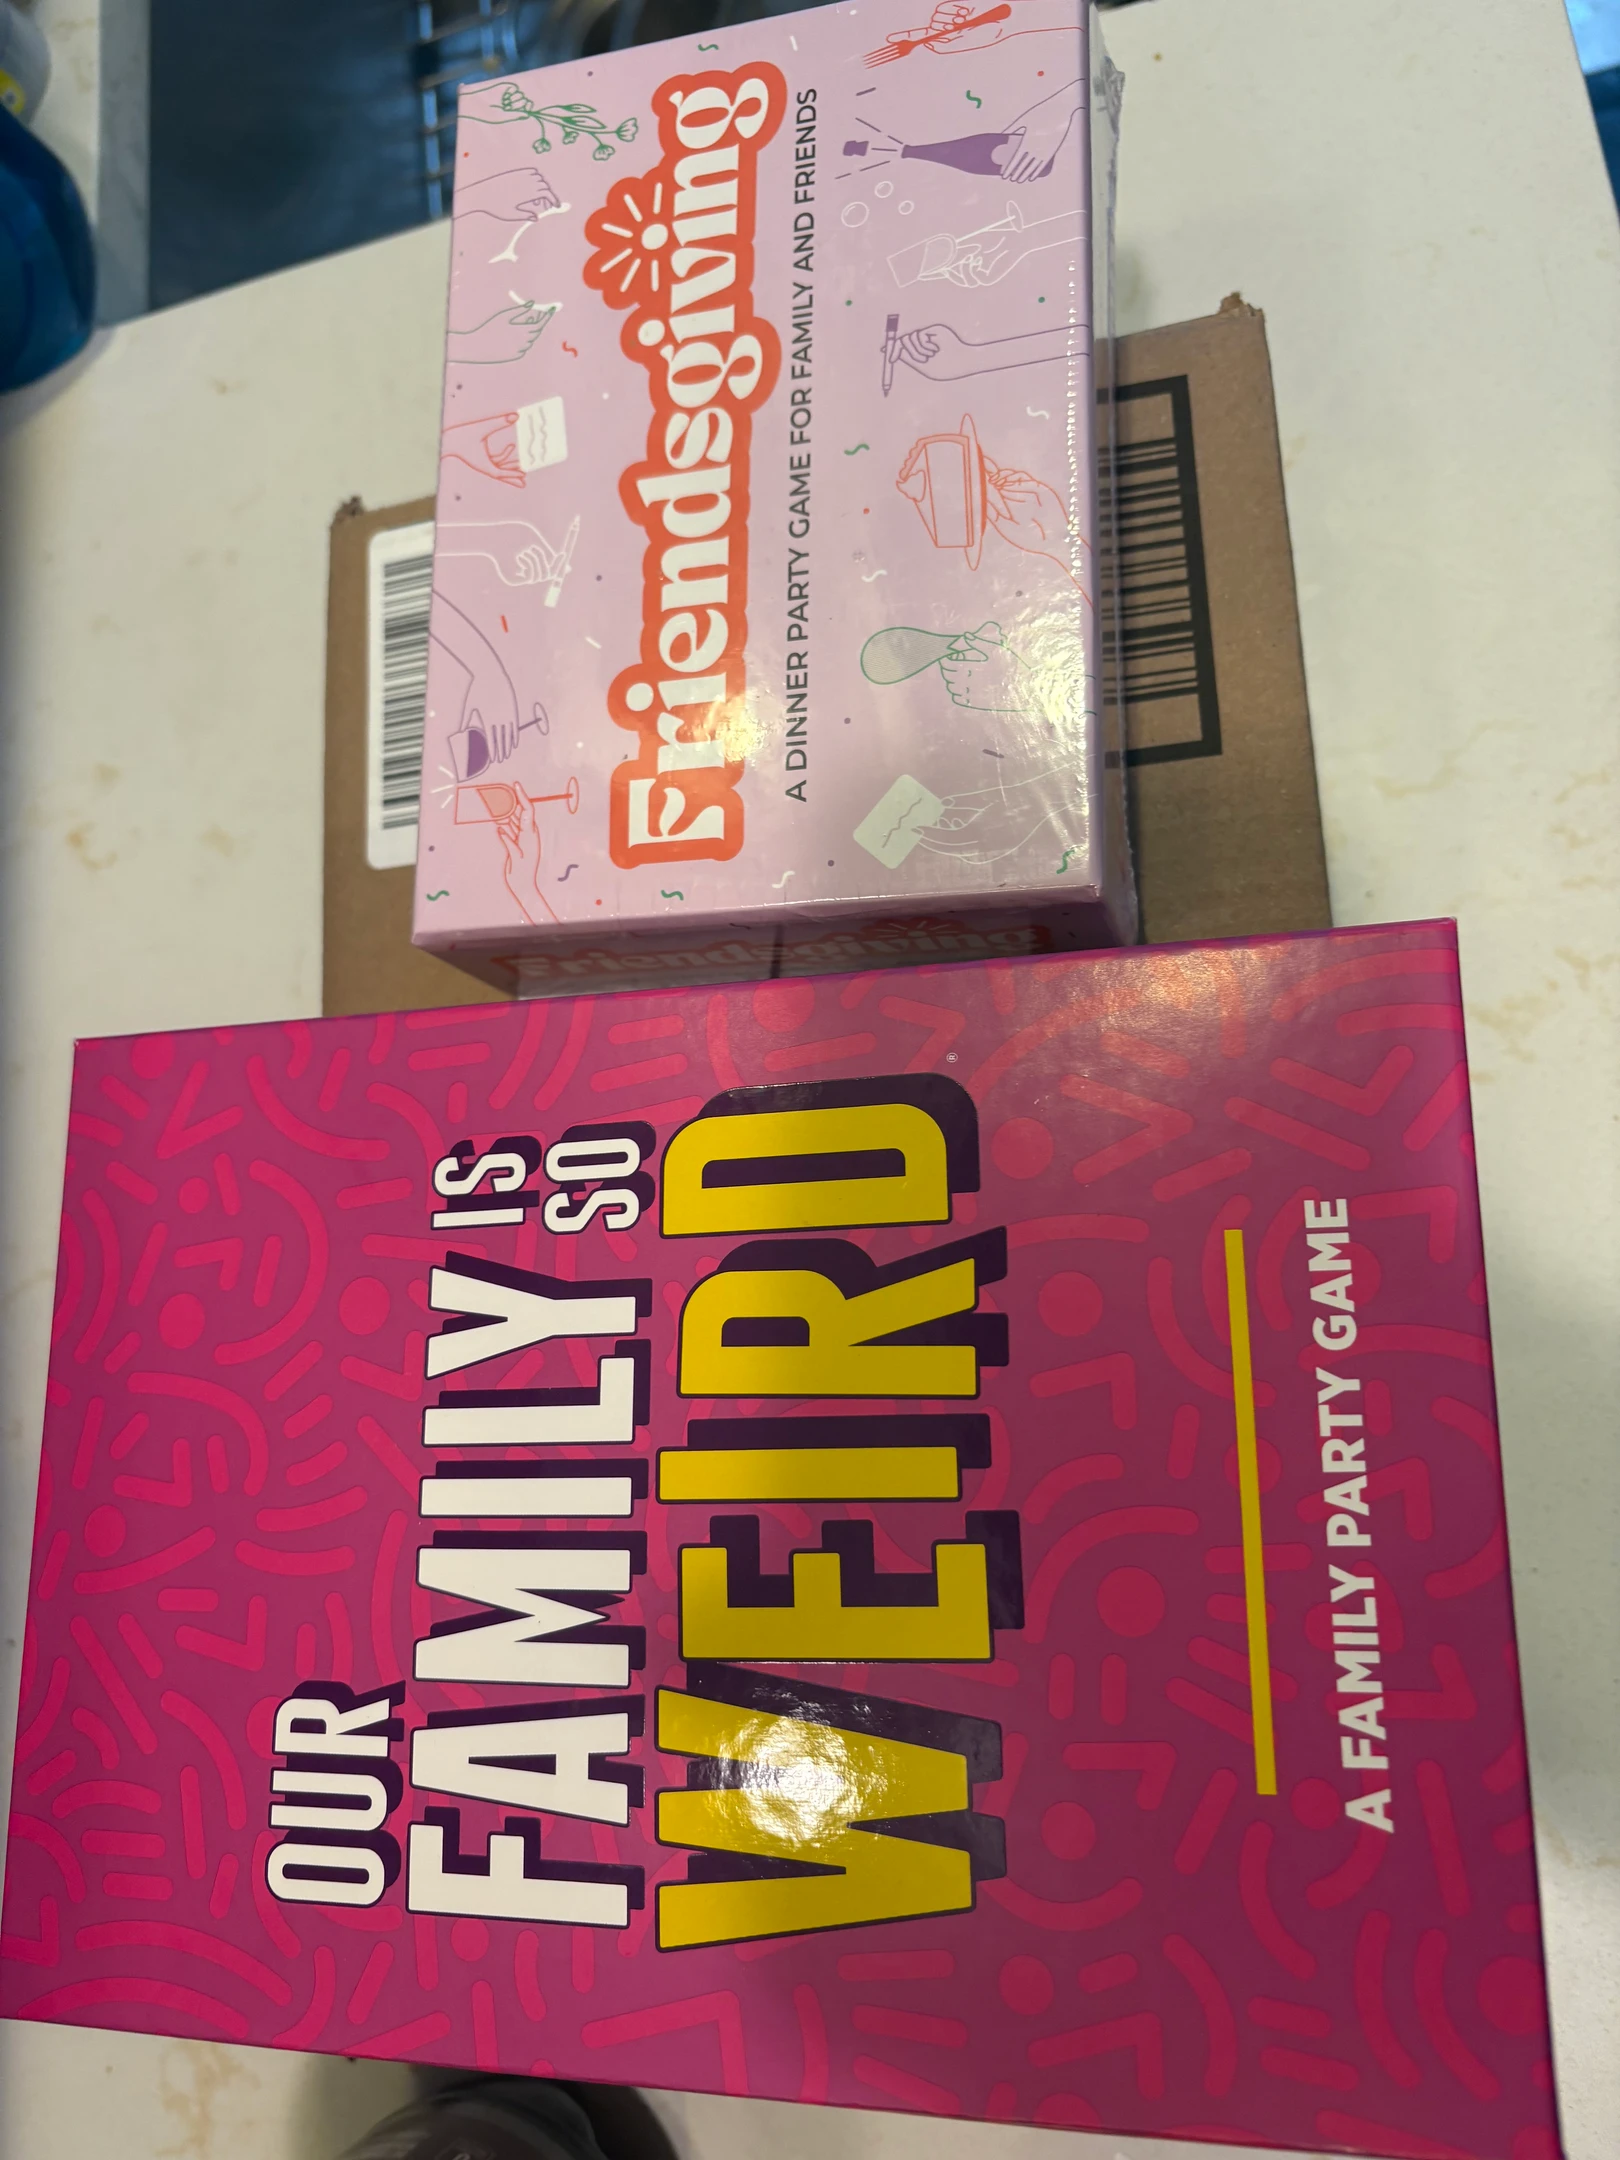 Friendsgiving
A DINNER PARTY GAME FOR FAMILY AND FRIENDS
Friendsgiving
OUR
FAMILY IS
SO
WEIRD
®
A FAMILY PARTY GAME